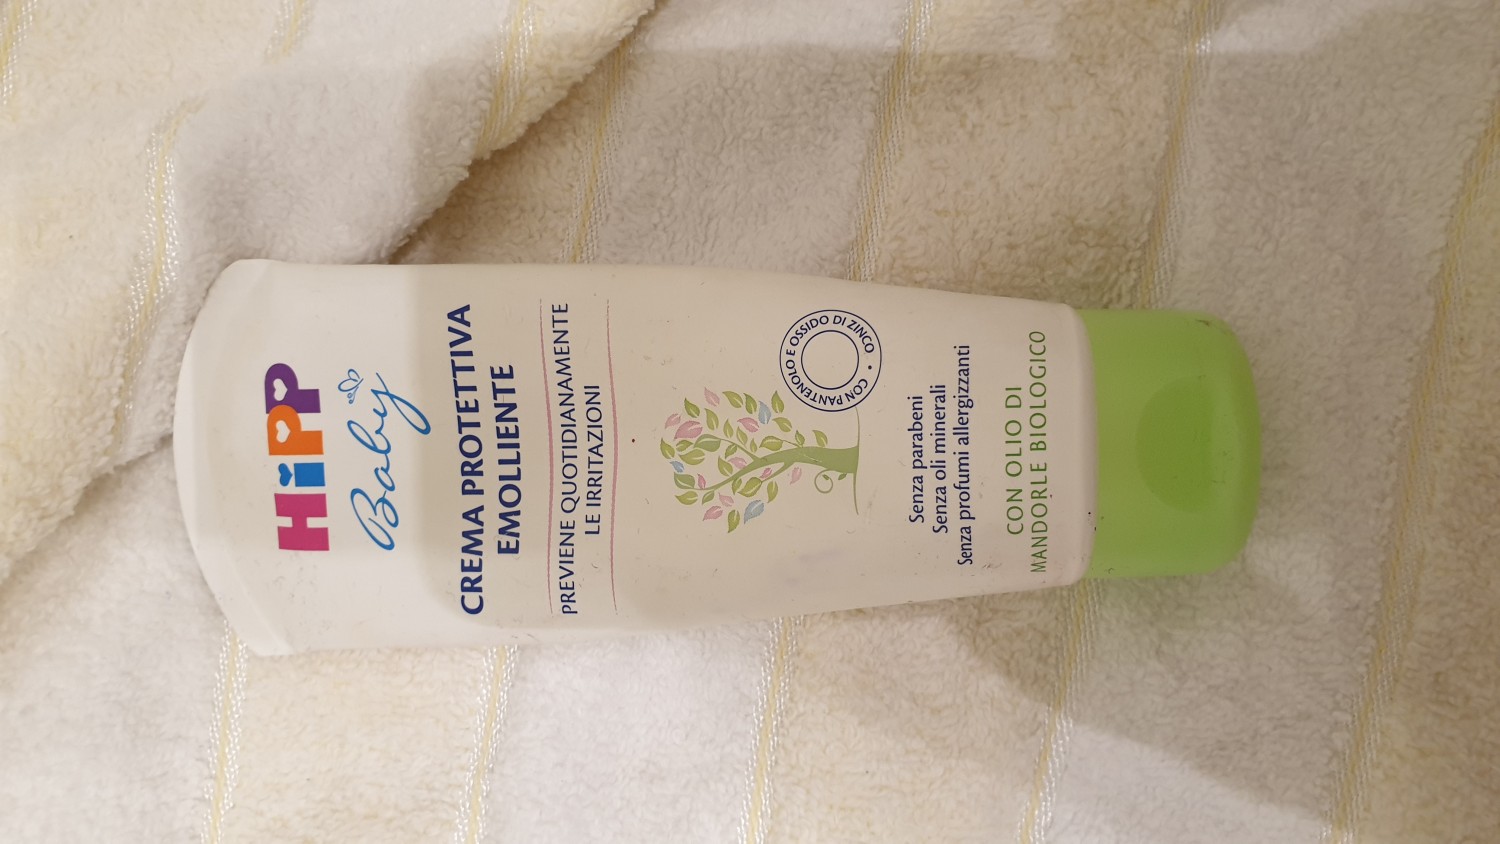 HiPP
Baby
CREMA PROTETTIVA
EMOLLIENTE
PREVIENE QUOTIDIANAMENTE
LE IRRITAZIONI
CON PANTENOLO E OSSIDO DI ZINCO •
Senza parabeni
Senza oli minerali
Senza profumi allergizzanti
CON OLIO DI
MANDORLE BIOLOGICO